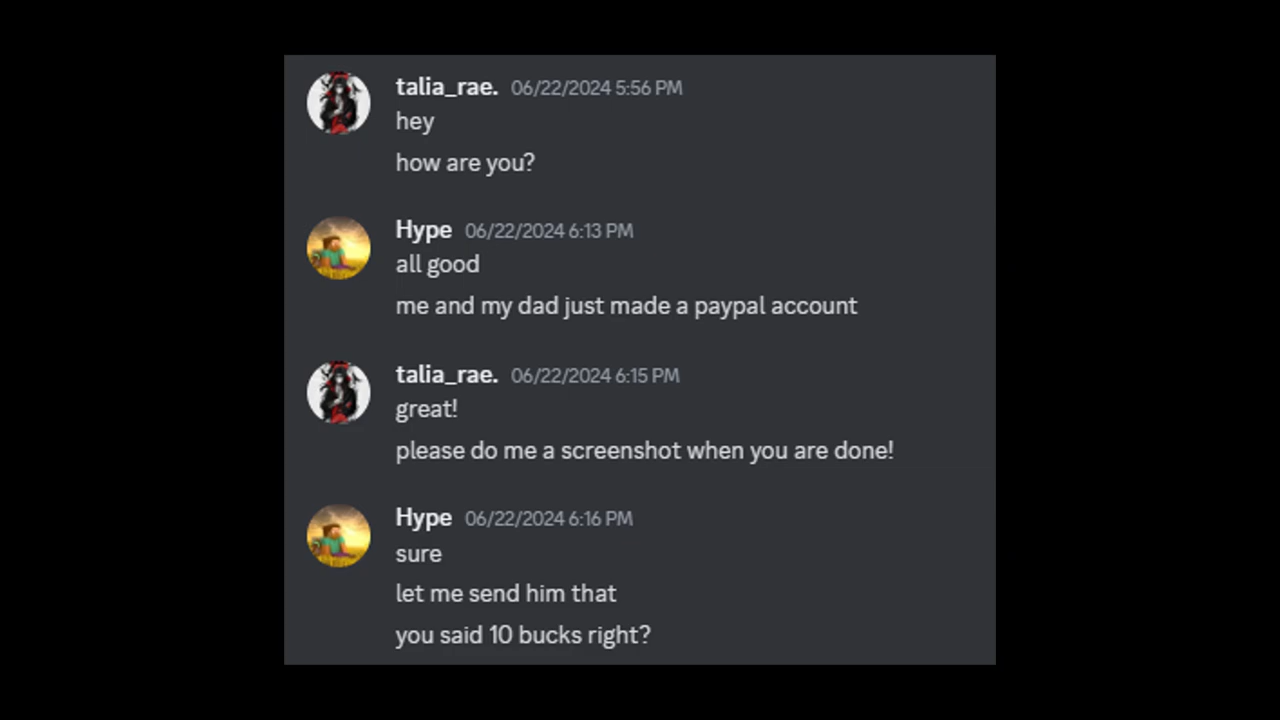 talia_rae. 06/22/2024 5:56 PM
hey
how are you?
Hype 06/22/2024 6:13 PM
all good
me and my dad just made a paypal account
talia_rae. 06/22/2024 6:15 PM
great!
please do me a screenshot when you are done!
Hype 06/22/2024 6:16 PM
sure
let me send him that
you said 10 bucks right?